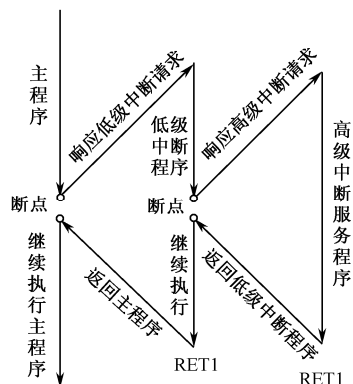 主程序
响应低级中断请求
低级
中断
程序
响应高级中断请求
高级中断服务程序
断点
断点
继续执行主程序
返回主程序
继续执行
返回低级中断程序
RET1
RET1